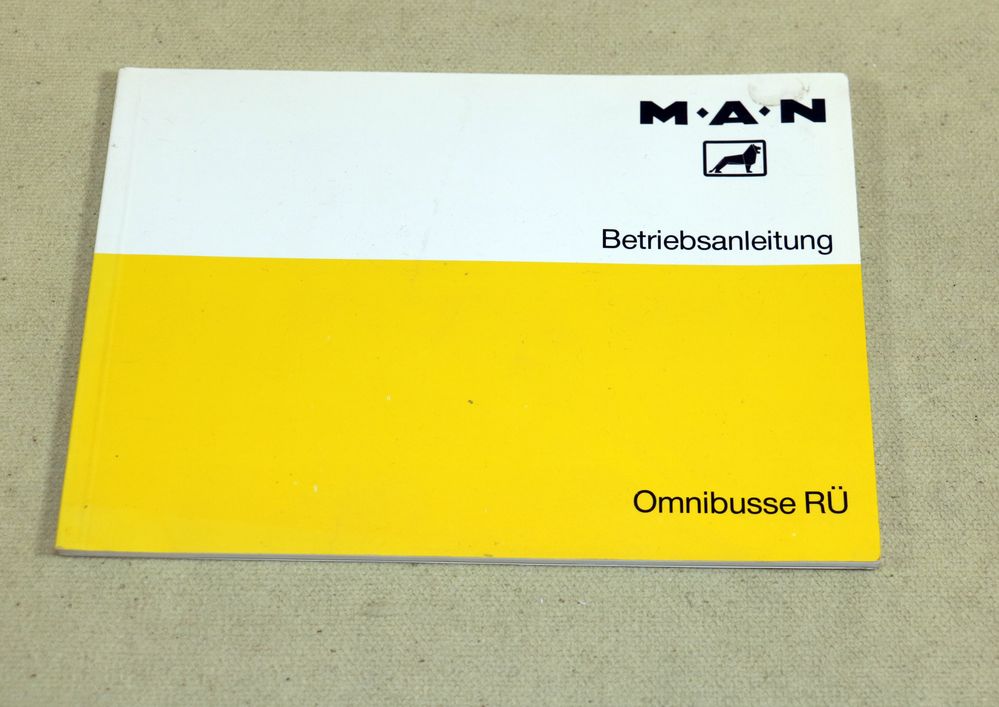 M·A·N
Betriebsanleitung
Omnibusse RÜ